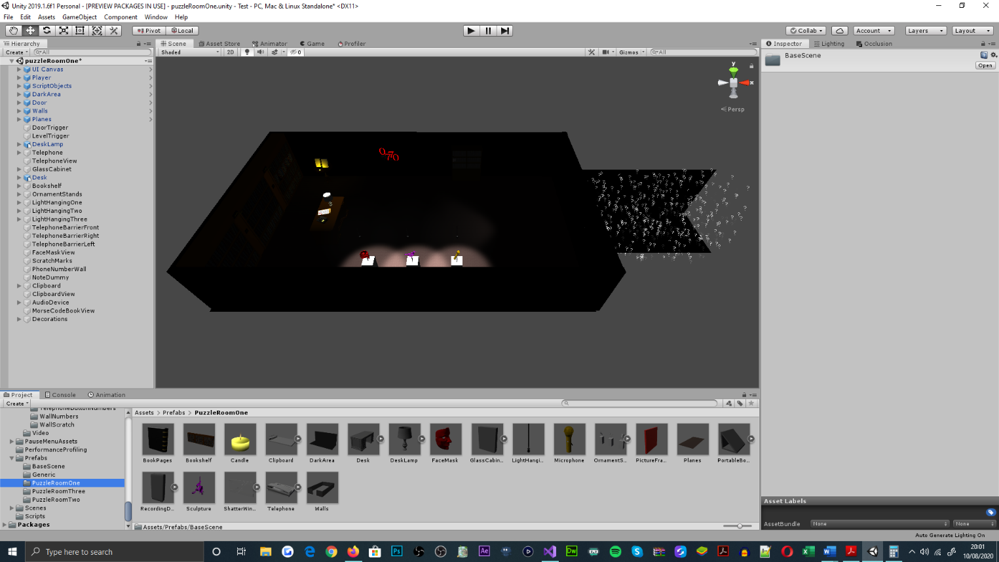 Unity 2019.1.6f1 Personal - [PREVIEW PACKAGES IN USE] - puzzleRoomOne.unity - Test - PC, Mac & Linux Standalone* <DX11>
File Edit Assets GameObject Component Window Help
Pivot Local Collab Account Layers Layout
Hierarchy
Create All
puzzleRoomOne*
UI Canvas
Player
ScriptObjects
DarkArea
Door
Walls
Planes
DoorTrigger
LevelTrigger
DeskLamp
Telephone
TelephoneView
GlassCabinet
Desk
Bookshelf
OrnamentStands
LightHangingOne
LightHangingTwo
LightHangingThree
TelephoneBarrierFront
TelephoneBarrierRight
TelephoneBarrierLeft
FaceMaskView
ScratchMarks
PhoneNumberWall
NoteDummy
Clipboard
ClipboardView
AudioDevice
MorseCodeBookView
Decorations
Scene Asset Store Animator Game Profiler
Shaded 2D 0 Gizmos All
y
x
Persp
070
Inspector Lighting Occlusion
BaseScene
Open
Project Console Animation
Create
TelephoneButtonNumbers
WallNumbers
WallScratch
Video
PauseMenuAssets
PerformanceProfiling
Prefabs
BaseScene
Generic
PuzzleRoomOne
PuzzleRoomThree
PuzzleRoomTwo
Scenes
Scripts
Packages
Assets Prefabs PuzzleRoomOne
BookPages Bookshelf Candle Clipboard DarkArea Desk DeskLamp FaceMask GlassCabin... LightHangi... Microphone OrnamentS... PictureFra... Planes PortableBo...
RecordingD... Sculpture ShatterWin... Telephone Walls
Assets/Prefabs/BaseScene
Asset Labels
AssetBundle None None
Auto Generate Lighting On
Type here to search
20:01
10/08/2020